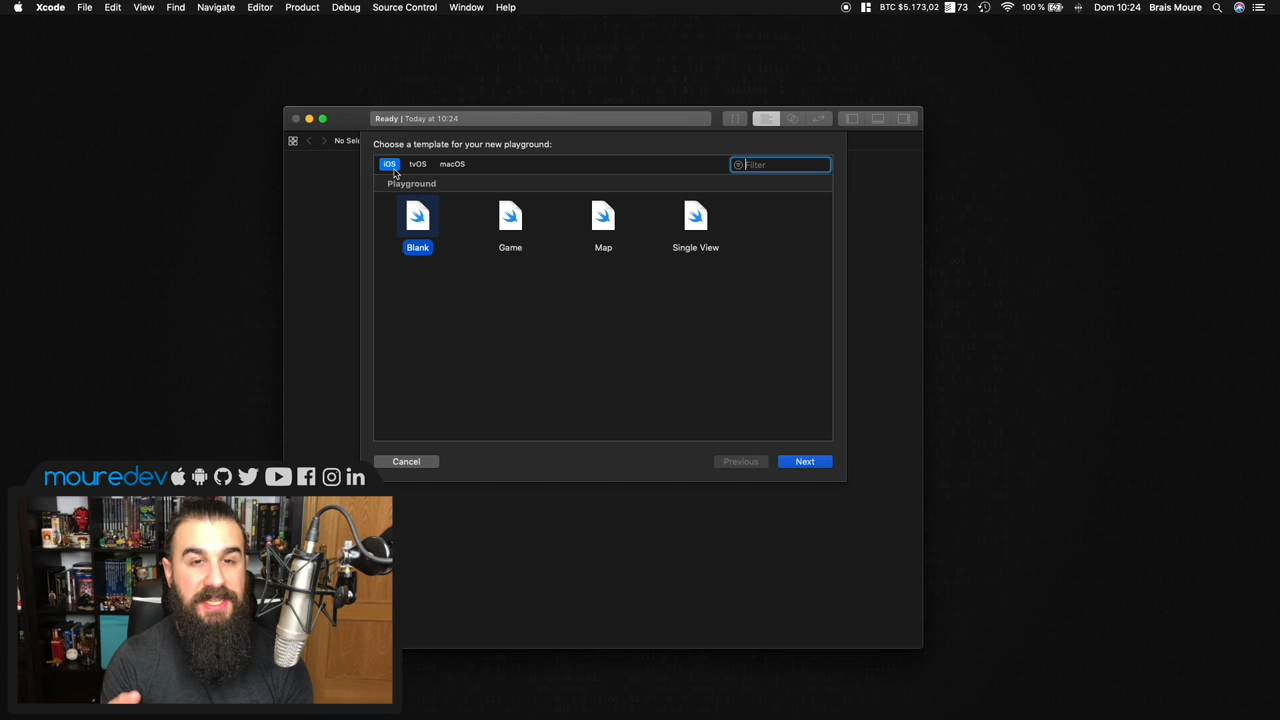 Xcode File Edit View Find Navigate Editor Product Debug Source Control Window Help BTC $5.173,02 73 100 % Dom 10:24 Brais Moure
Ready | Today at 10:24
No Sele
Choose a template for your new playground:
iOS tvOS macOS Filter
Playground
Blank Game Map Single View
Cancel Previous Next
mouredev